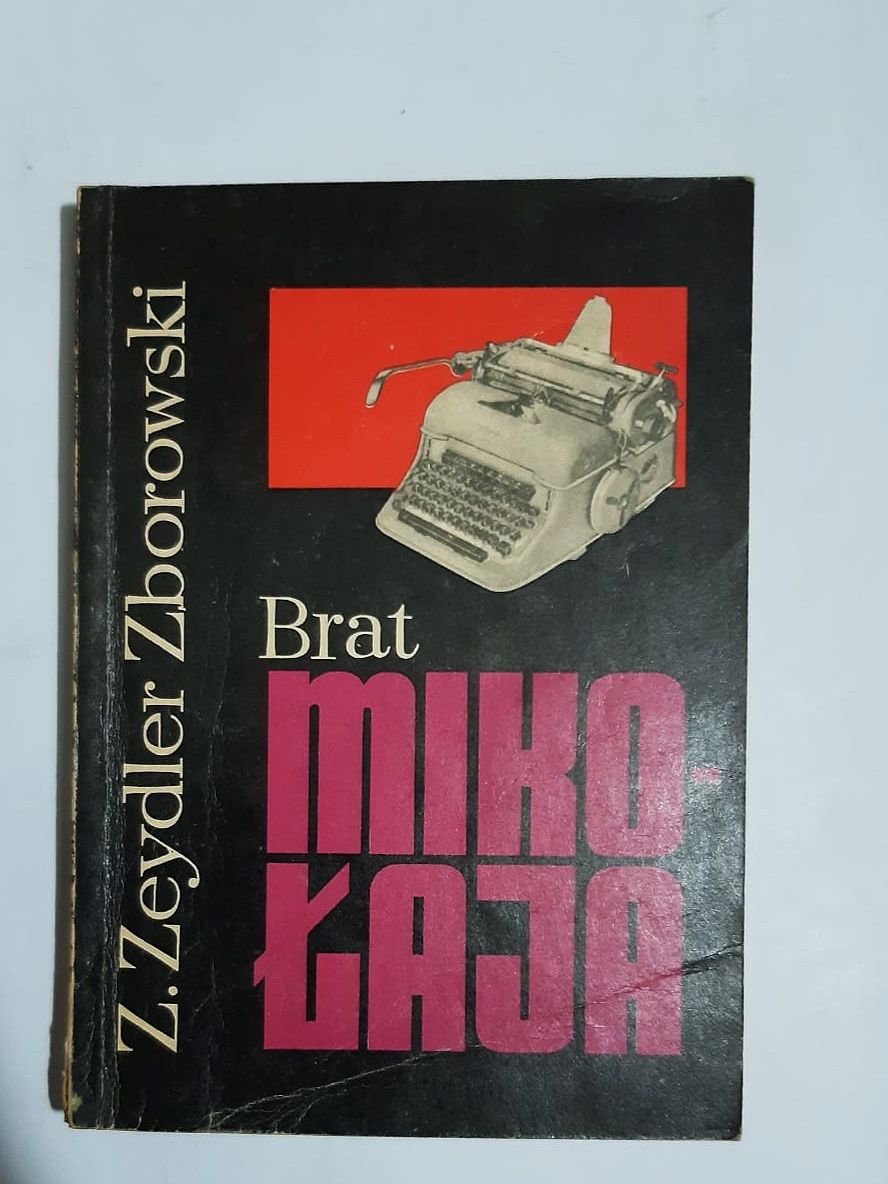 Z. Zeydler Zborowski
Brat
MIKO-
ŁAJA